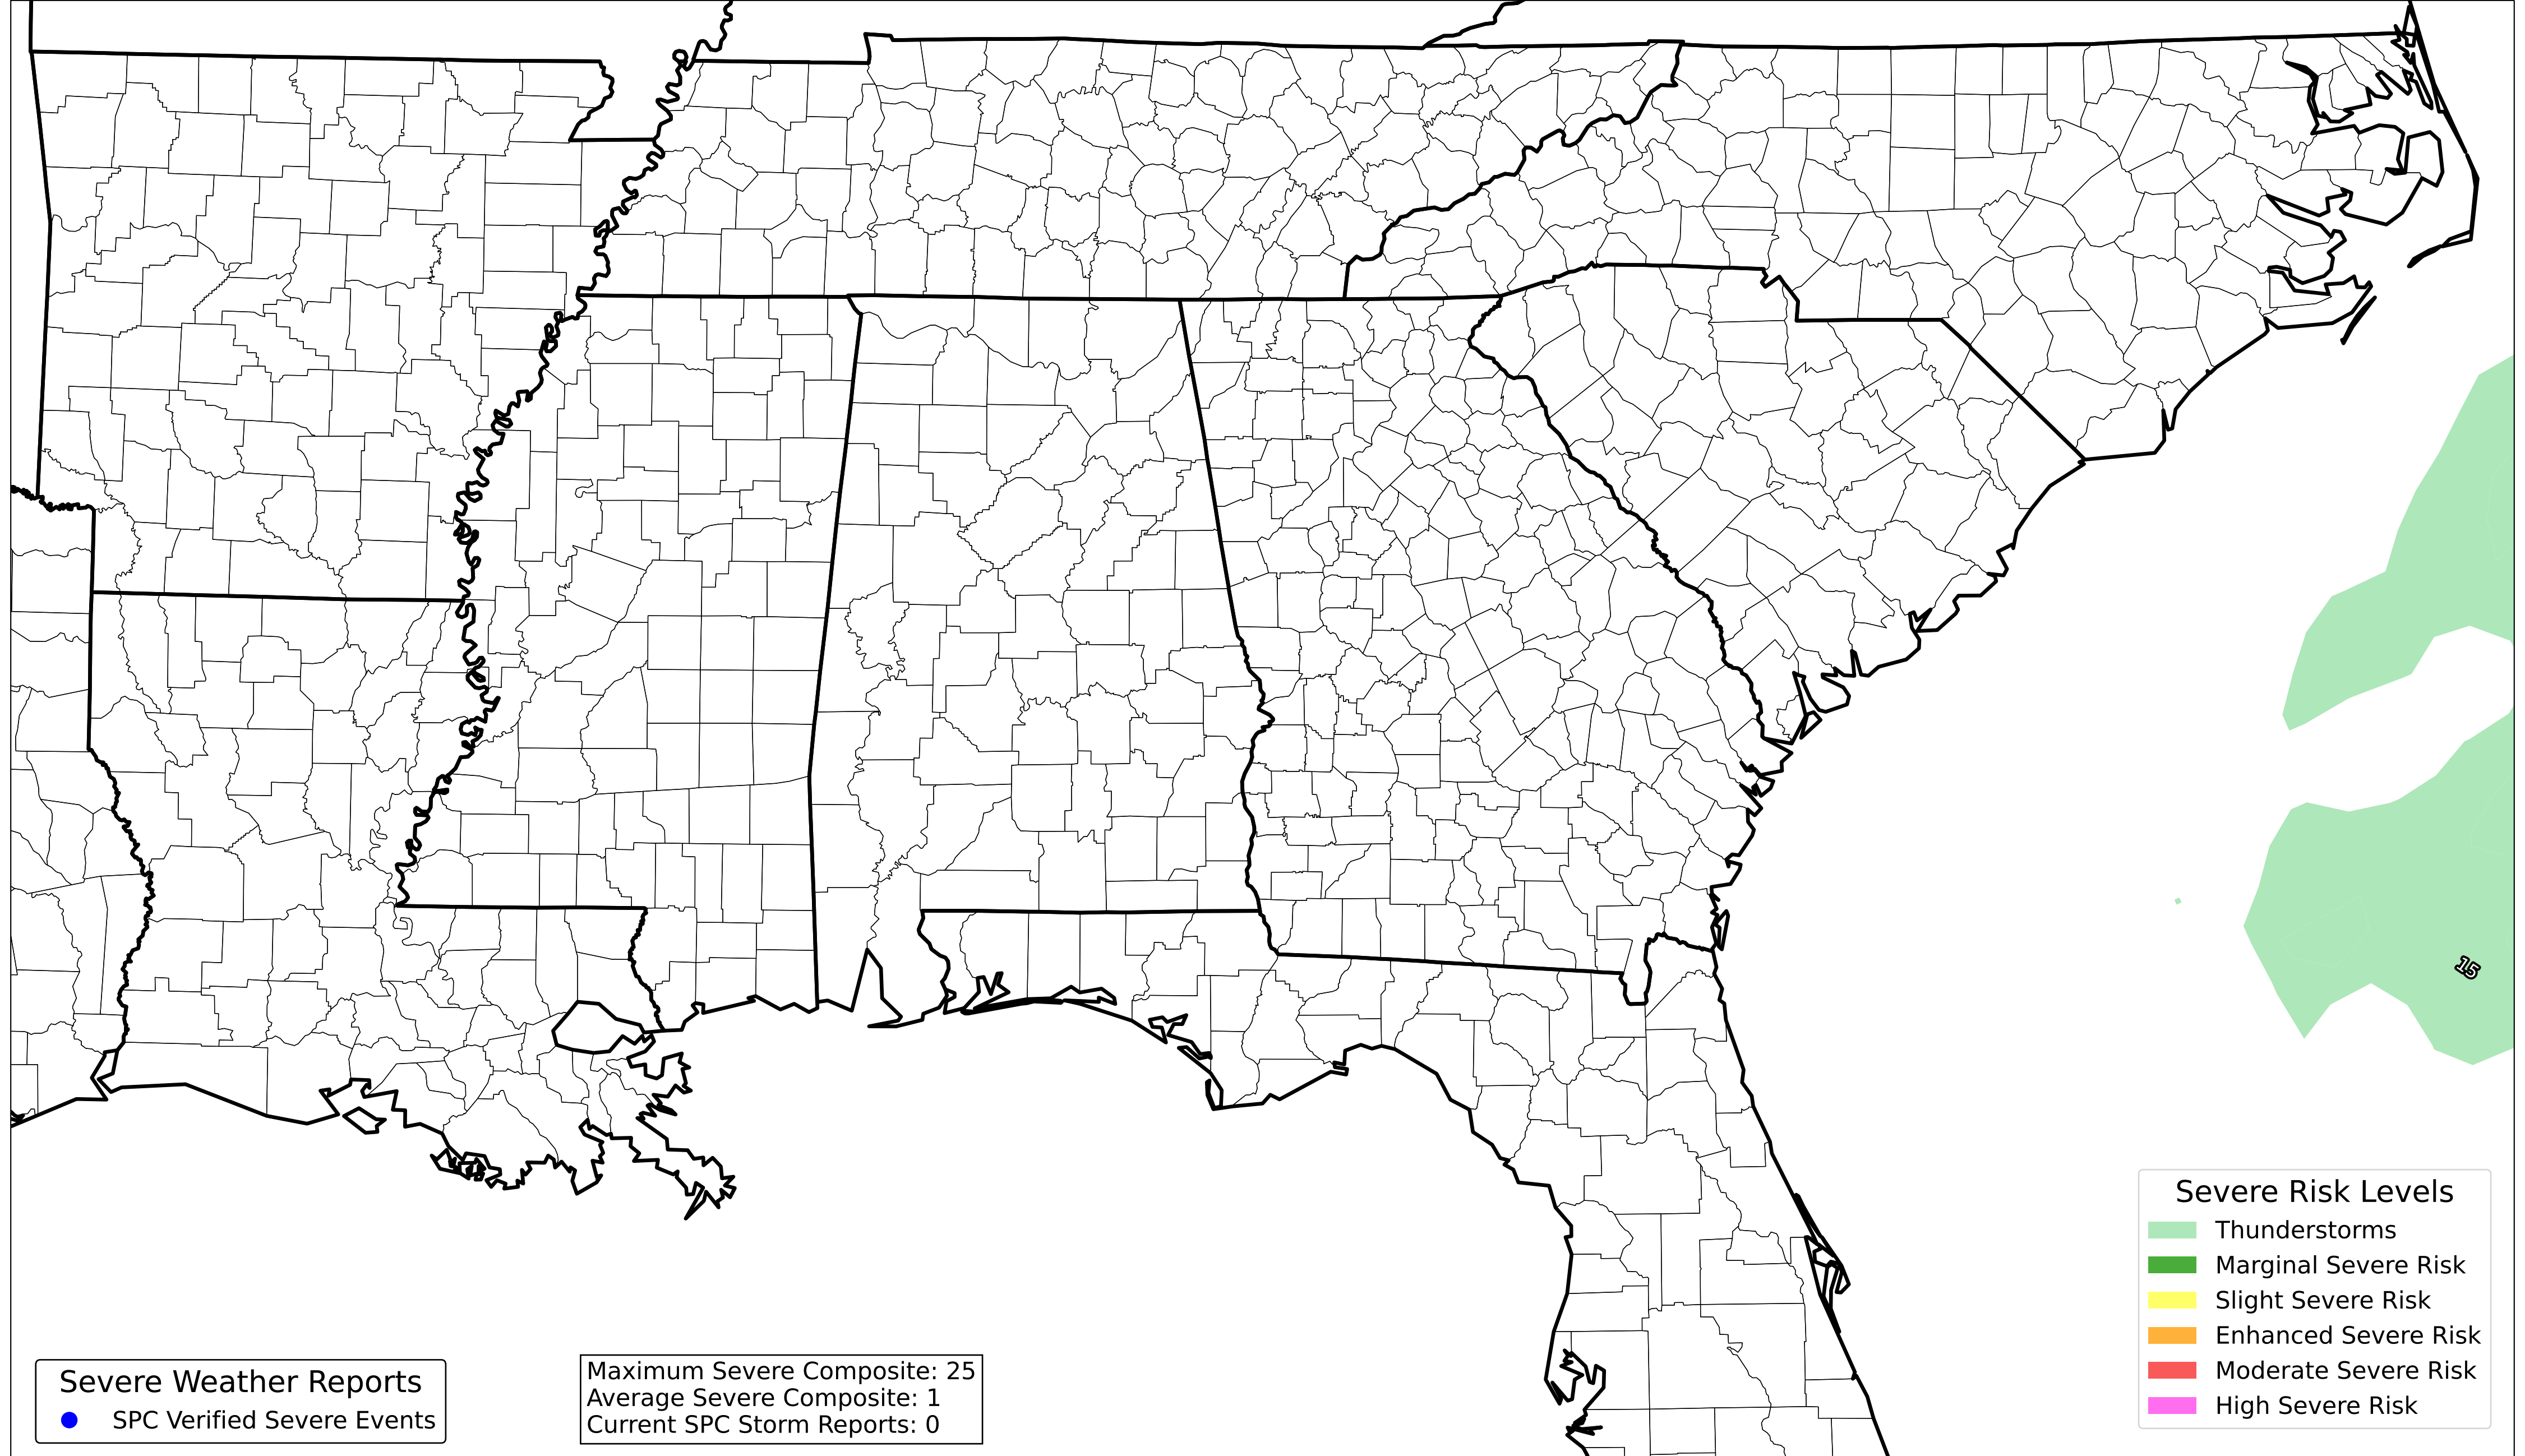 15
Severe Risk Levels
Thunderstorms
Marginal Severe Risk
Slight Severe Risk
Enhanced Severe Risk
Moderate Severe Risk
High Severe Risk
Severe Weather Reports
SPC Verified Severe Events
Maximum Severe Composite: 25
Average Severe Composite: 1
Current SPC Storm Reports: 0